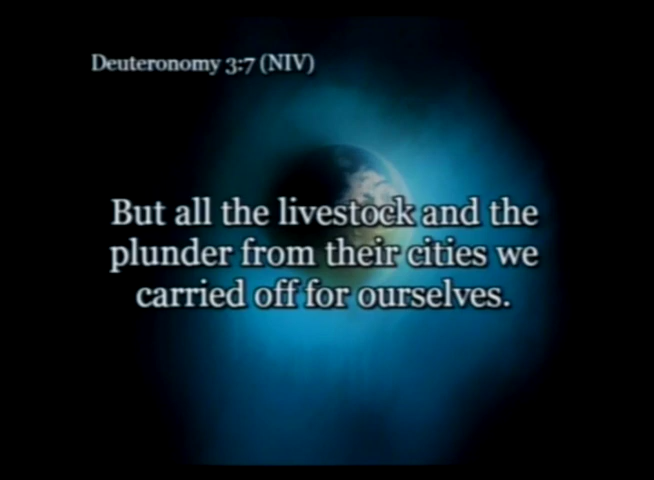 Deuteronomy 3:7 (NIV)
But all the livestock and the
plunder from their cities we
carried off for ourselves.